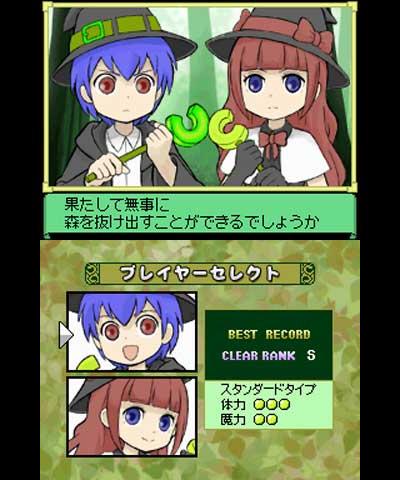 果たして無事に
森を抜け出すことができるでしょうか
プレイヤーセレクト
BEST RECORD
CLEAR RANK S
スタンダードタイプ
体力 ○○○
魔力 ○○